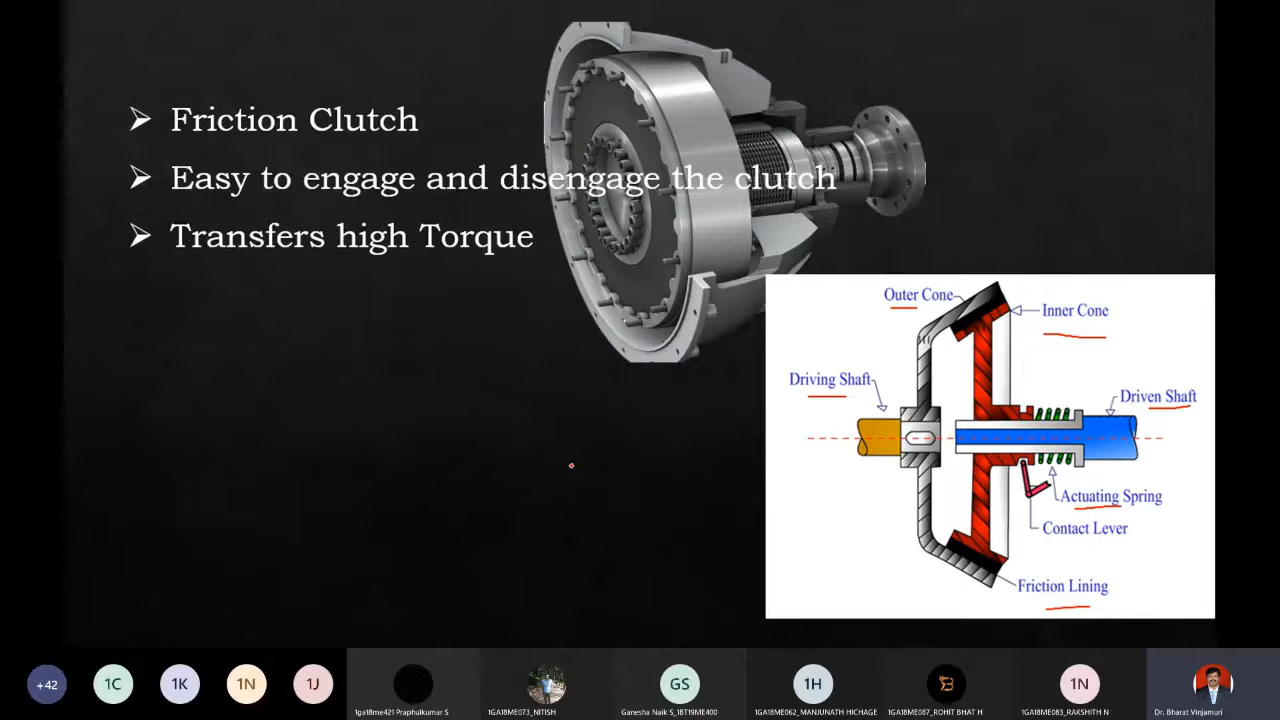 ➢ Friction Clutch
➢ Easy to engage and disengage the clutch
➢ Transfers high Torque
Outer Cone
Inner Cone
Driving Shaft
Driven Shaft
Actuating Spring
Contact Lever
Friction Lining
+42
1C
1K
1N
1J
GS
1H
1N
1ga18me421 Praphulkumar S
1GA18ME073_NITISH
Ganesha Naik S_1BT19ME400
1GA18ME062_MANJUNATH HICHAGE
1GA18ME087_ROHIT BHAT H
1GA18ME083_RAKSHITH N
Dr. Bharat Vinjamuri